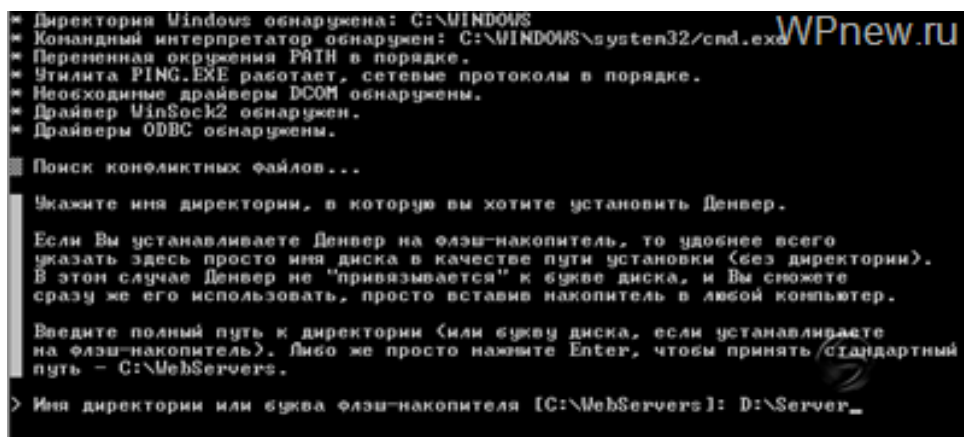 * Директория Windows обнаружена: C:\WINDOWS
WPnew.ru
* Командный интерпретатор обнаружен: C:\WINDOWS\system32/cmd.exe
* Переменная окружения PATH в порядке.
* Утилита PING.EXE работает, сетевые протоколы в порядке.
* Необходимые драйверы DCOM обнаружены.
* Драйвер WinSock2 обнаружен.
* Драйверы ODBC обнаружены.
Поиск конфликтных файлов...
Укажите имя директории, в которую вы хотите установить Денвер.
Если Вы устанавливаете Денвер на флэш-накопитель, то удобнее всего
указать здесь просто имя диска в качестве пути установки (без директории).
В этом случае Денвер не "привязывается" к букве диска, и Вы сможете
сразу же его использовать, просто вставив накопитель в любой компьютер.
Введите полный путь к директории (или букву диска, если устанавливаете
на флэш-накопитель). Либо же просто нажмите Enter, чтобы принять стандартный
путь - C:\WebServers.
> Имя директории или буква флэш-накопителя [C:\WebServers]: D:\Server_